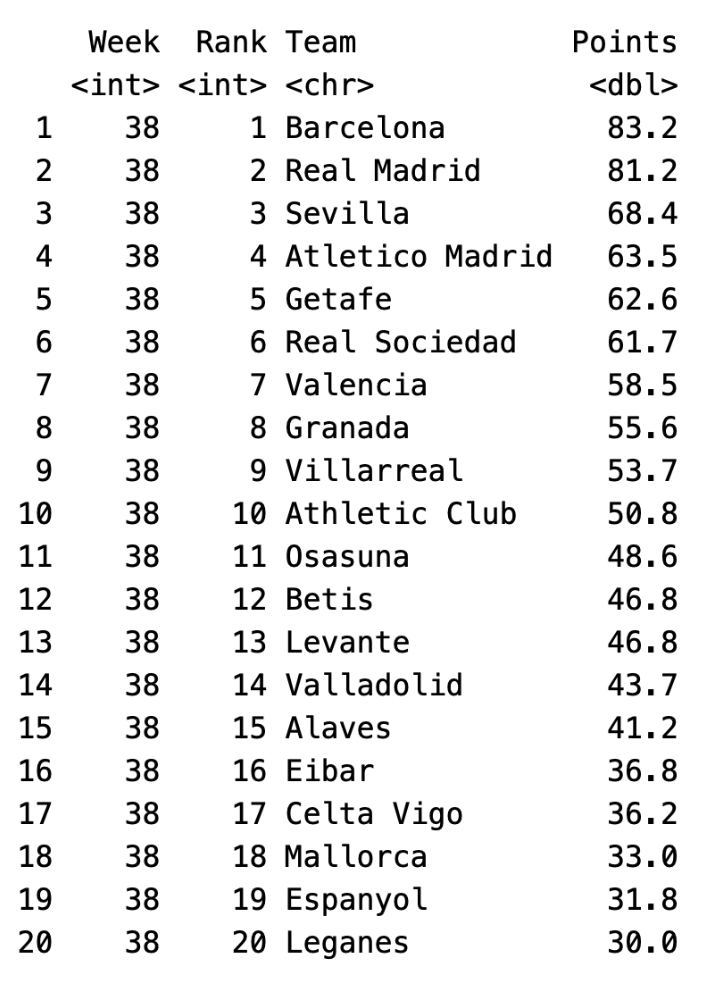 Week Rank Team Points
<int> <int> <chr> <dbl>
1 38 1 Barcelona 83.2
2 38 2 Real Madrid 81.2
3 38 3 Sevilla 68.4
4 38 4 Atletico Madrid 63.5
5 38 5 Getafe 62.6
6 38 6 Real Sociedad 61.7
7 38 7 Valencia 58.5
8 38 8 Granada 55.6
9 38 9 Villarreal 53.7
10 38 10 Athletic Club 50.8
11 38 11 Osasuna 48.6
12 38 12 Betis 46.8
13 38 13 Levante 46.8
14 38 14 Valladolid 43.7
15 38 15 Alaves 41.2
16 38 16 Eibar 36.8
17 38 17 Celta Vigo 36.2
18 38 18 Mallorca 33.0
19 38 19 Espanyol 31.8
20 38 20 Leganes 30.0